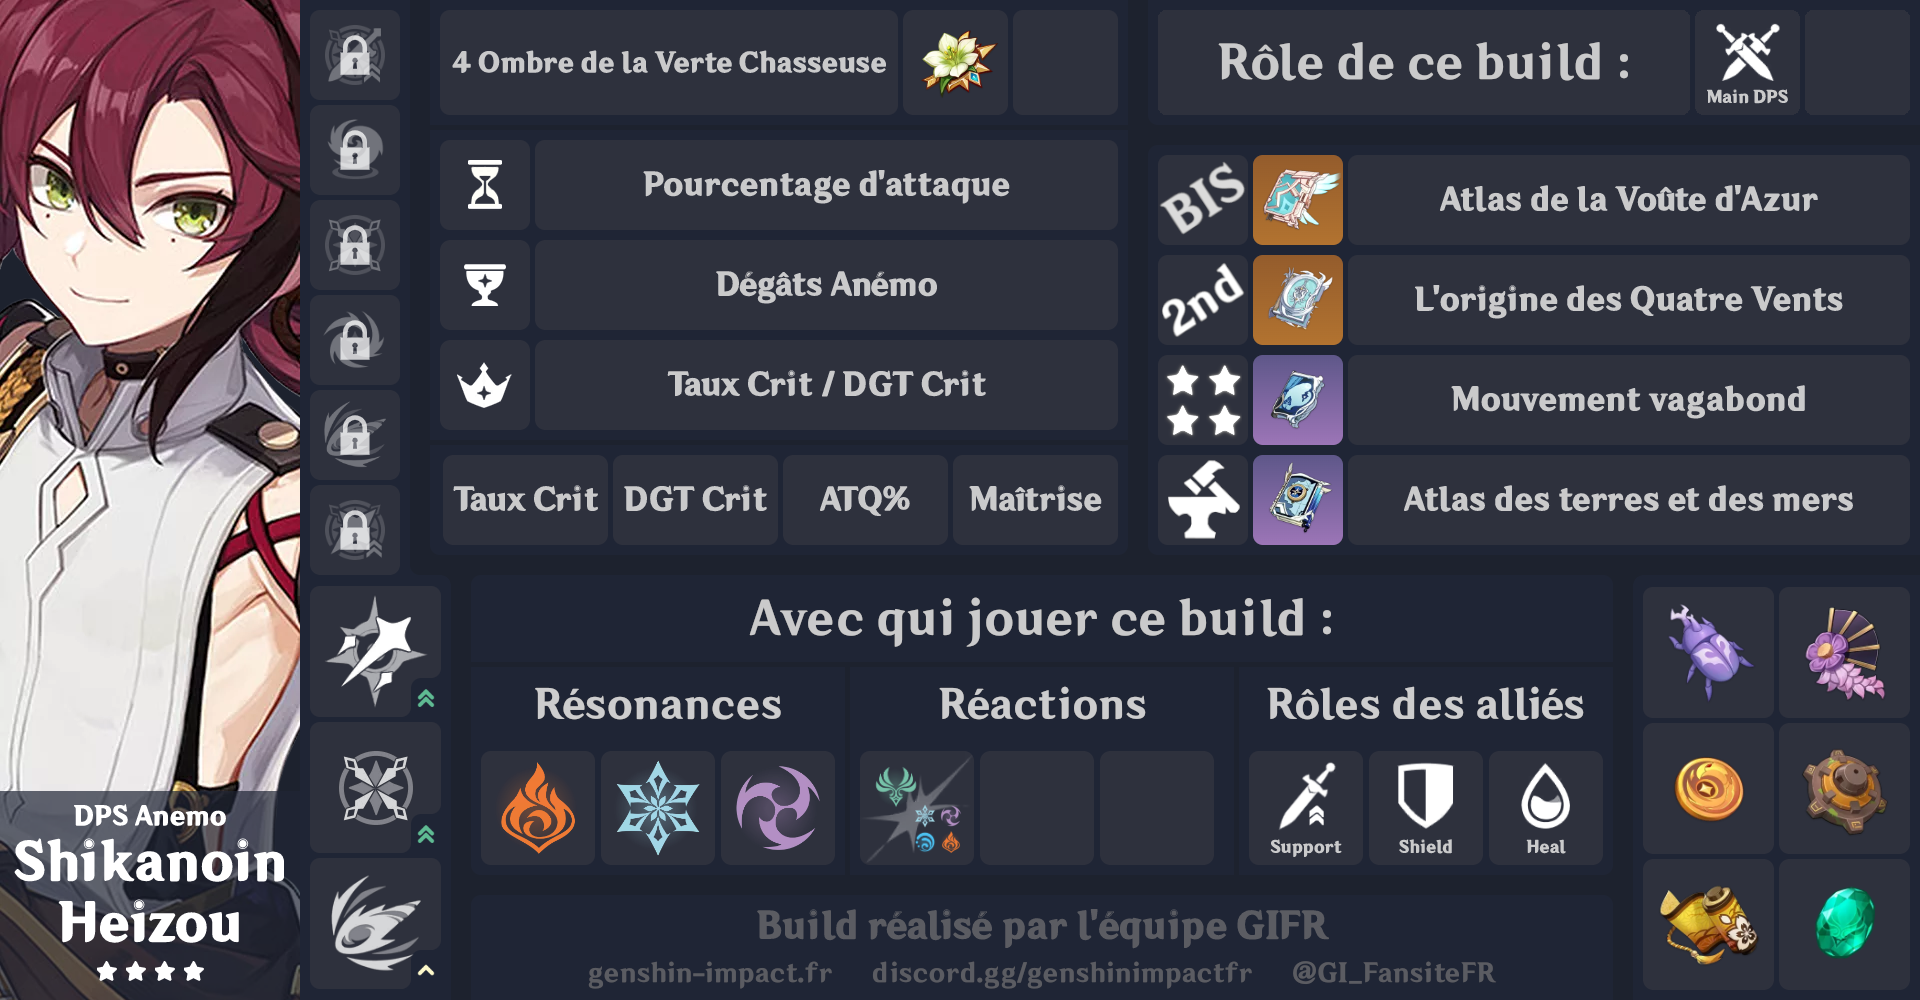 4 Ombre de la Verte Chasseuse
Pourcentage d'attaque
Dégâts Anémo
Taux Crit / DGT Crit
Taux Crit
DGT Crit
ATQ%
Maîtrise
Rôle de ce build :
Main DPS
BIS
Atlas de la Voûte d'Azur
2nd
L'origine des Quatre Vents
Mouvement vagabond
Atlas des terres et des mers
DPS Anemo
Shikanoin
Heizou
Avec qui jouer ce build :
Résonances
Réactions
Rôles des alliés
Support
Shield
Heal
Build réalisé par l'équipe GIFR
genshin-impact.fr
discord.gg/genshinimpactfr
@GI_FansiteFR